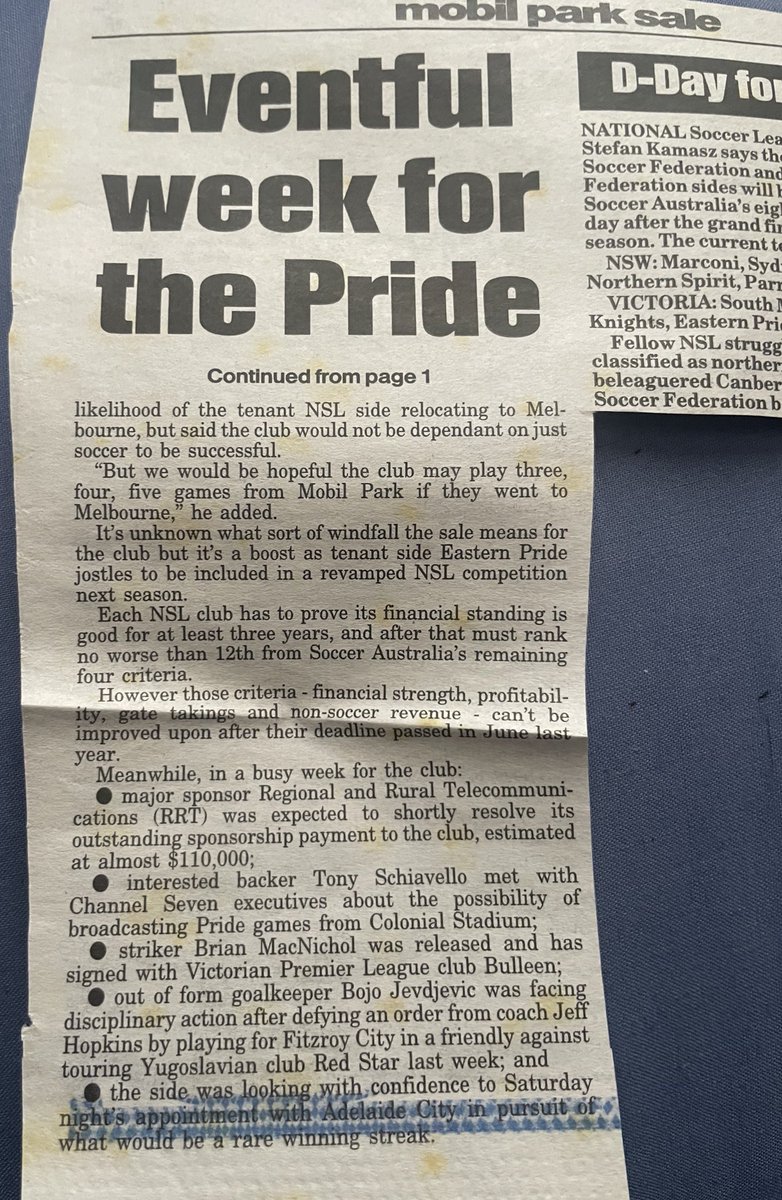 mobil park sale
Eventful
week for
the Pride
Continued from page 1
likelihood of the tenant NSL side relocating to Mel-
bourne, but said the club would not be dependant on just
soccer to be successful.
"But we would be hopeful the club may play three,
four, five games from Mobil Park if they went to
Melbourne," he added.
It's unknown what sort of windfall the sale means for
the club but it's a boost as tenant side Eastern Pride
jostles to be included in a revamped NSL competition
next season.
Each NSL club has to prove its financial standing is
good for at least three years, and after that must rank
no worse than 12th from Soccer Australia's remaining
four criteria.
However those criteria - financial strength, profitabil-
ity, gate takings and non-soccer revenue - can't be
improved upon after their deadline passed in June last
year.
Meanwhile, in a busy week for the club:
● major sponsor Regional and Rural Telecommuni-
cations (RRT) was expected to shortly resolve its
outstanding sponsorship payment to the club, estimated
at almost $110,000;
● interested backer Tony Schiavello met with
Channel Seven executives about the possibility of
broadcasting Pride games from Colonial Stadium;
● striker Brian MacNichol was released and has
signed with Victorian Premier League club Bulleen;
● out of form goalkeeper Bojo Jevdjevic was facing
disciplinary action after defying an order from coach Jeff
Hopkins by playing for Fitzroy City in a friendly against
touring Yugoslavian club Red Star last week; and
● the side was looking with confidence to Saturday
night's appointment with Adelaide City in pursuit of
what would be a rare winning streak.
D-Day for
NATIONAL Soccer Lea
Stefan Kamasz says the
Soccer Federation and
Federation sides will
Soccer Australia's eig
day after the grand fin
season. The current te
NSW: Marconi, Syd
Northern Spirit, Parr
VICTORIA: South
Knights, Eastern Pri
Fellow NSL strugg
classified as norther
beleaguered Canber
Soccer Federation b